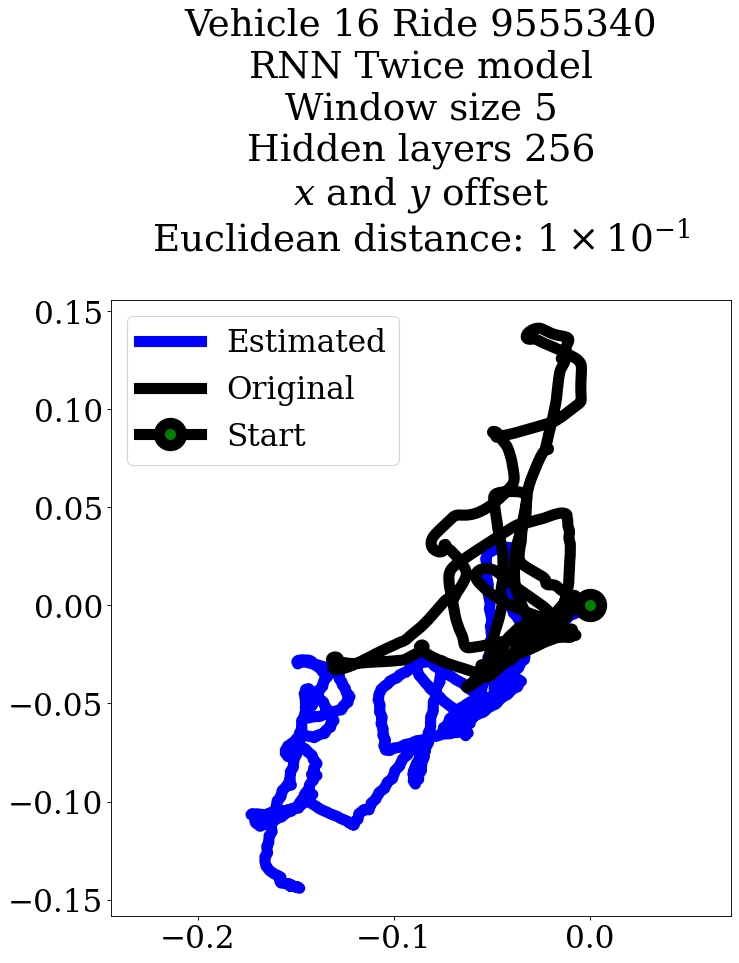 Vehicle 16 Ride 9555340
RNN Twice model
Window size 5
Hidden layers 256
x and y offset
Euclidean distance: 1 × 10⁻¹
Estimated
Original
Start
0.15
0.10
0.05
0.00
−0.05
−0.10
−0.15
−0.2
−0.1
0.0